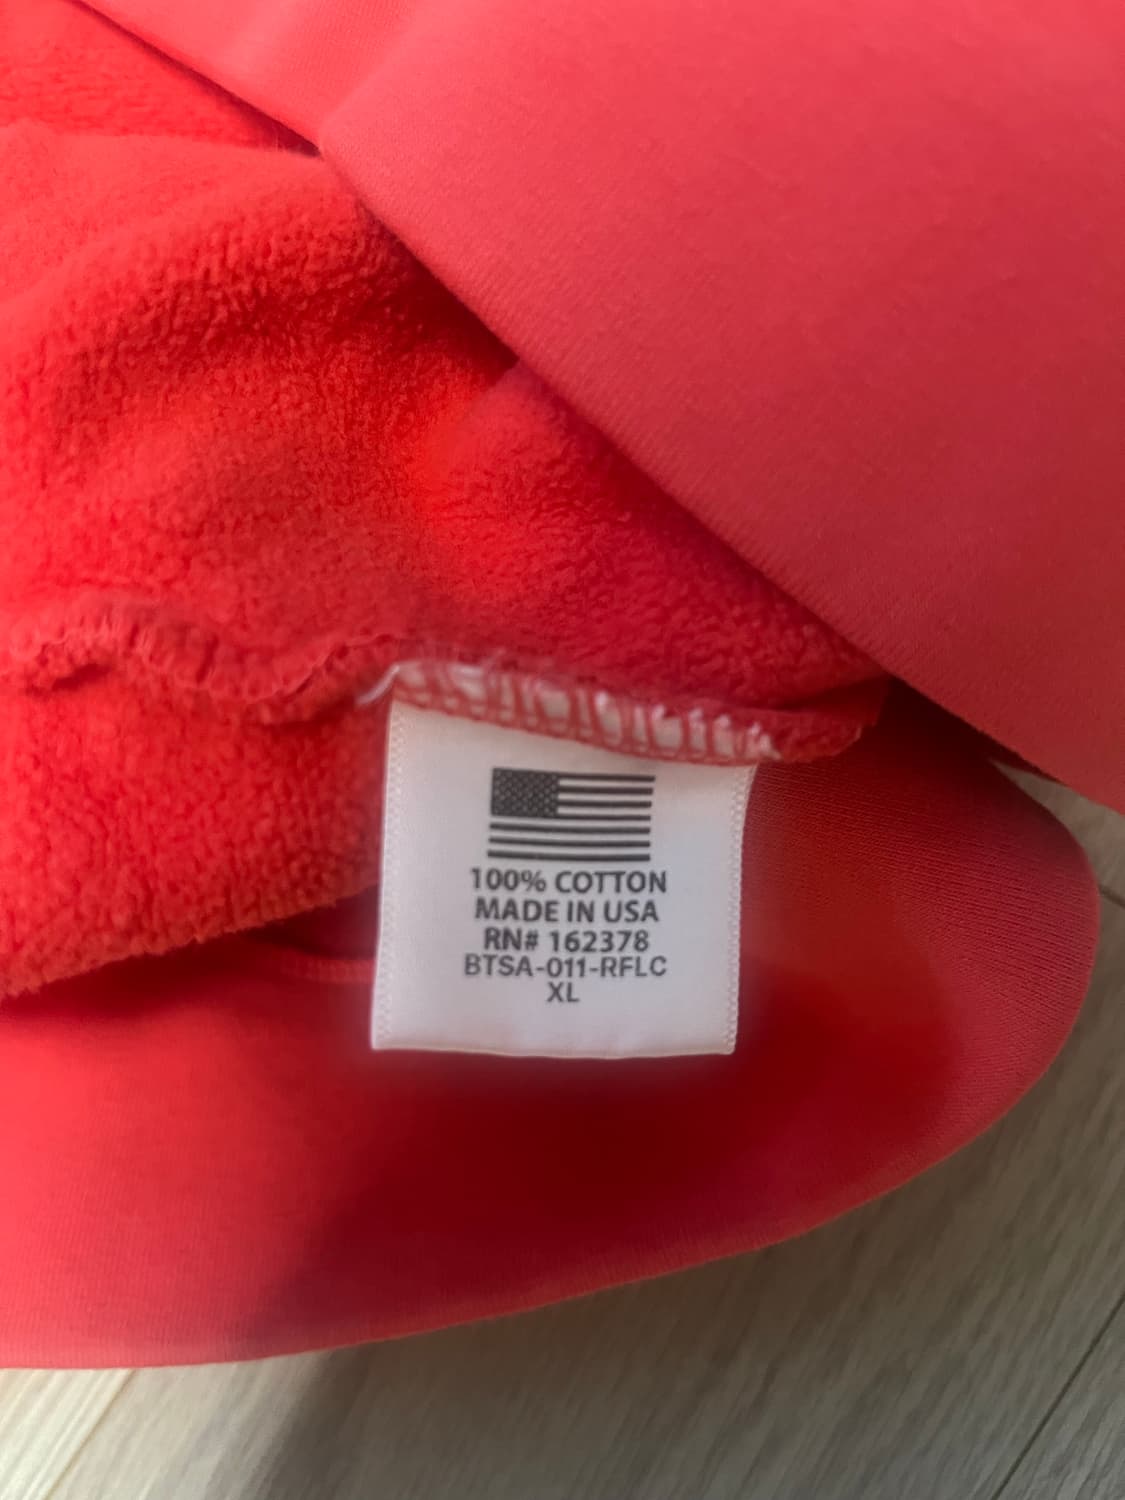 100% COTTON
MADE IN USA
RN# 162378
BTSA-011-RFLC
XL